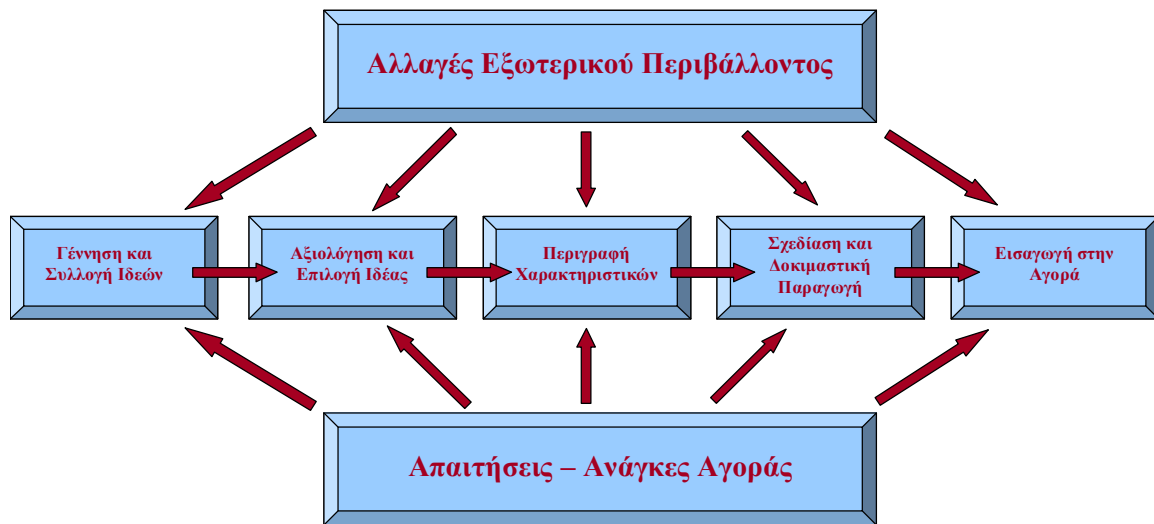 Αλλαγές Εξωτερικού Περιβάλλοντος
Γέννηση και
Συλλογή Ιδεών
Αξιολόγηση και
Επιλογή Ιδέας
Περιγραφή
Χαρακτηριστικών
Σχεδίαση και
Δοκιμαστική
Παραγωγή
Εισαγωγή στην
Αγορά
Απαιτήσεις – Ανάγκες Αγοράς